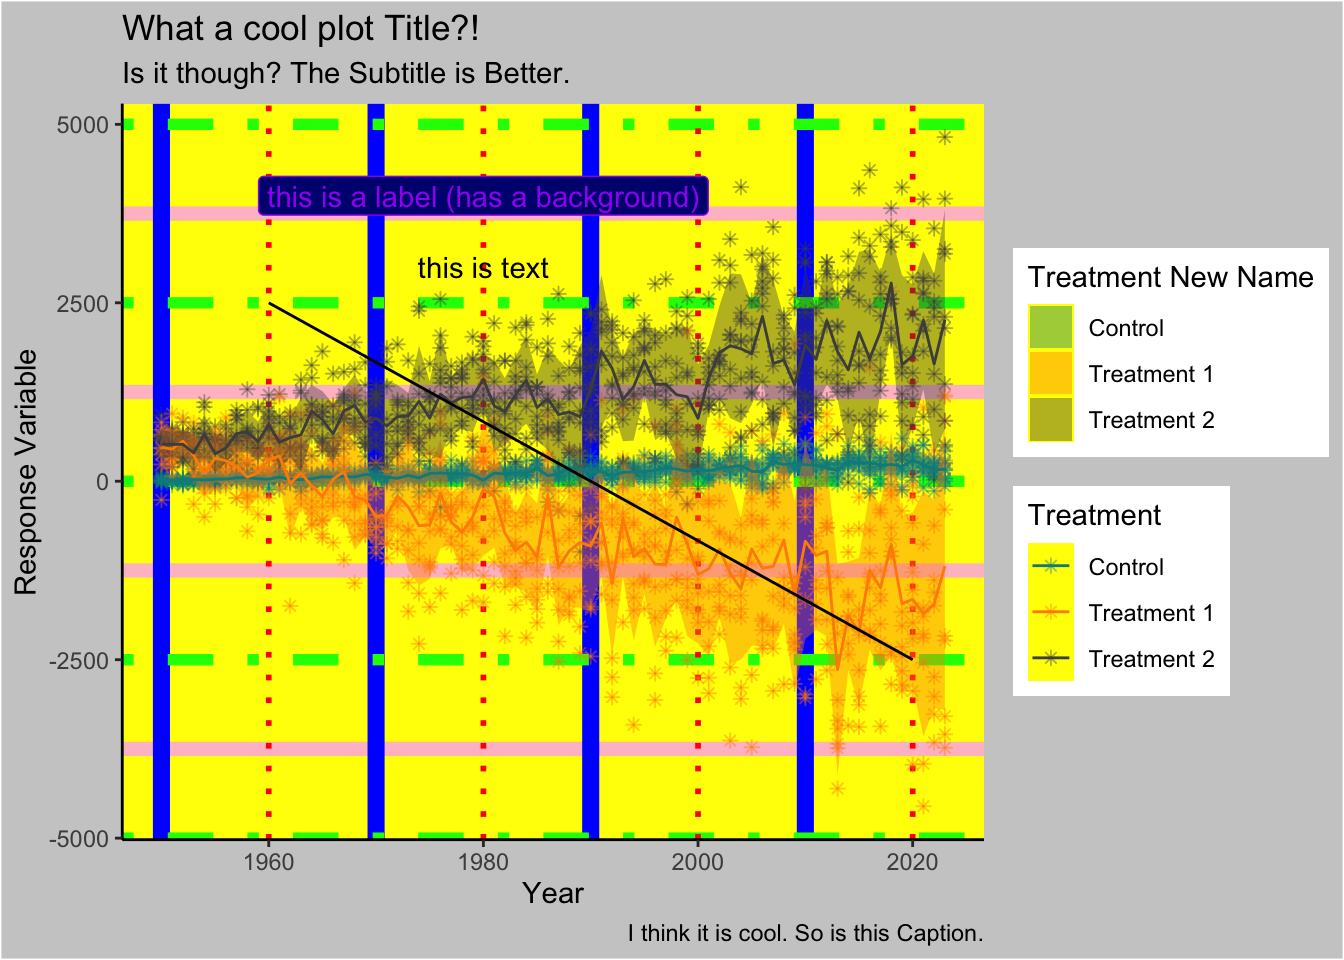 What a cool plot Title?!
Is it though? The Subtitle is Better.
5000
this is a label (has a background)
this is text
2500
0
-2500
-5000
Response Variable
1960
1980
2000
2020
Year
I think it is cool. So is this Caption.
Treatment New Name
Control
Treatment 1
Treatment 2
Treatment
Control
Treatment 1
Treatment 2